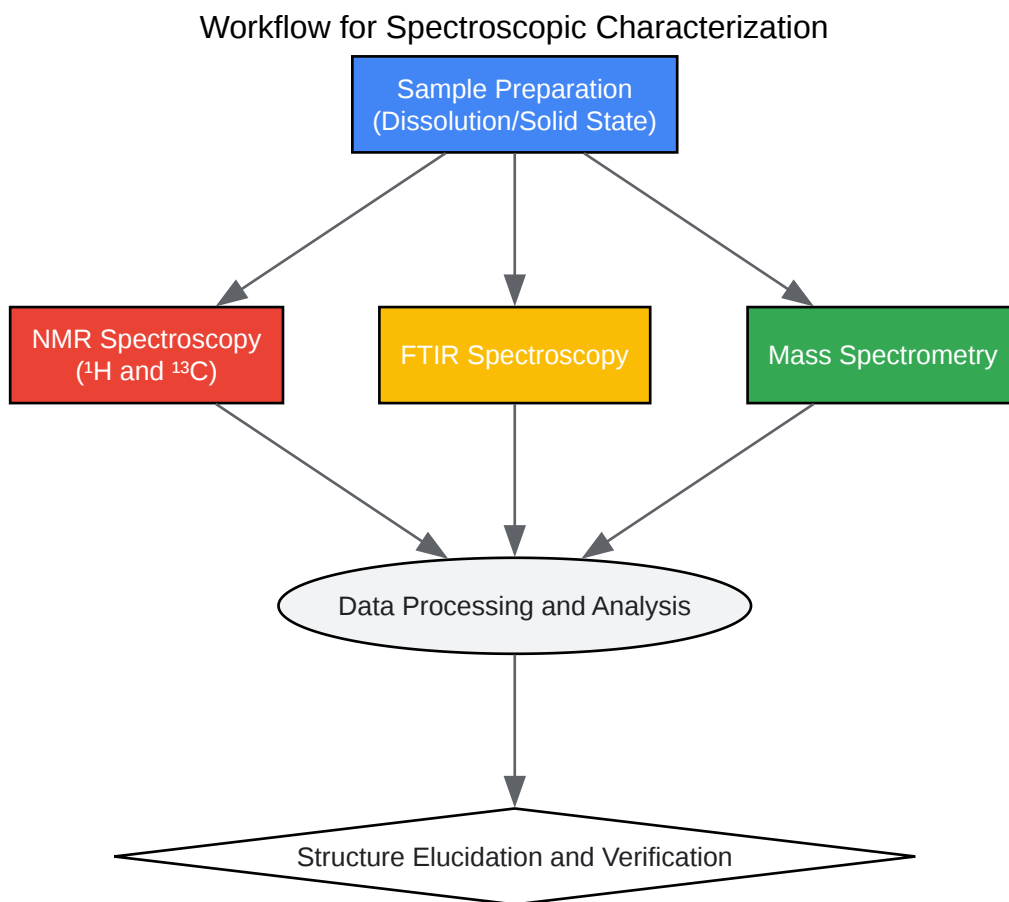 Workflow for Spectroscopic Characterization
Sample Preparation
(Dissolution/Solid State)
NMR Spectroscopy
(¹H and ¹³C)
FTIR Spectroscopy
Mass Spectrometry
Data Processing and Analysis
Structure Elucidation and Verification